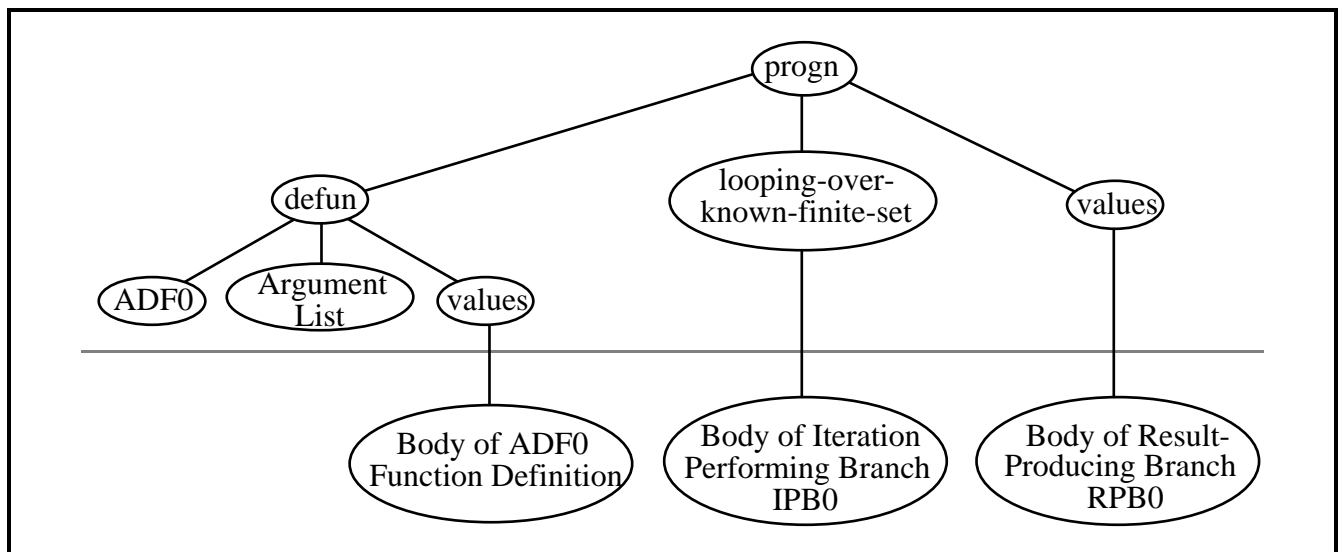 progn
defun
looping-over-
known-finite-set
values
ADF0
Argument
List
values
Body of ADF0
Function Definition
Body of Iteration
Performing Branch
IPB0
Body of Result-
Producing Branch
RPB0